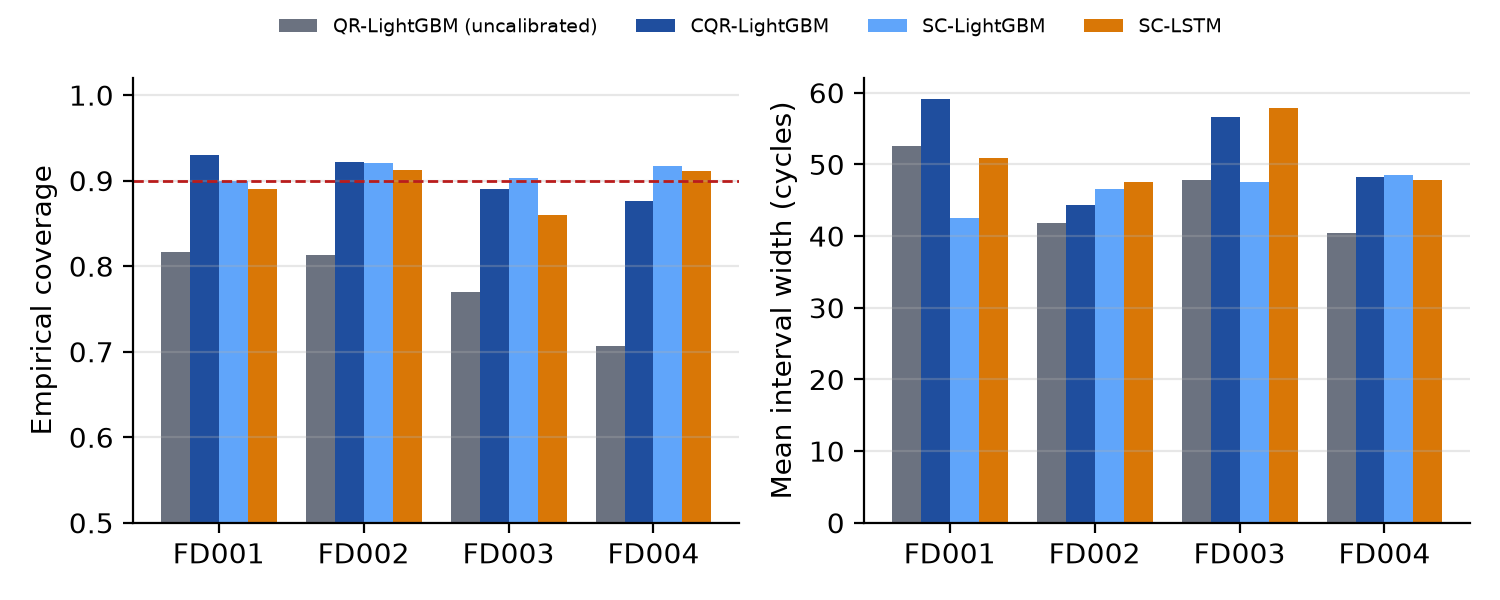 QR-LightGBM (uncalibrated) CQR-LightGBM SC-LightGBM SC-LSTM
Empirical coverage
1.0
0.9
0.8
0.7
0.6
0.5
FD001 FD002 FD003 FD004
Mean interval width (cycles)
60
50
40
30
20
10
0
FD001 FD002 FD003 FD004